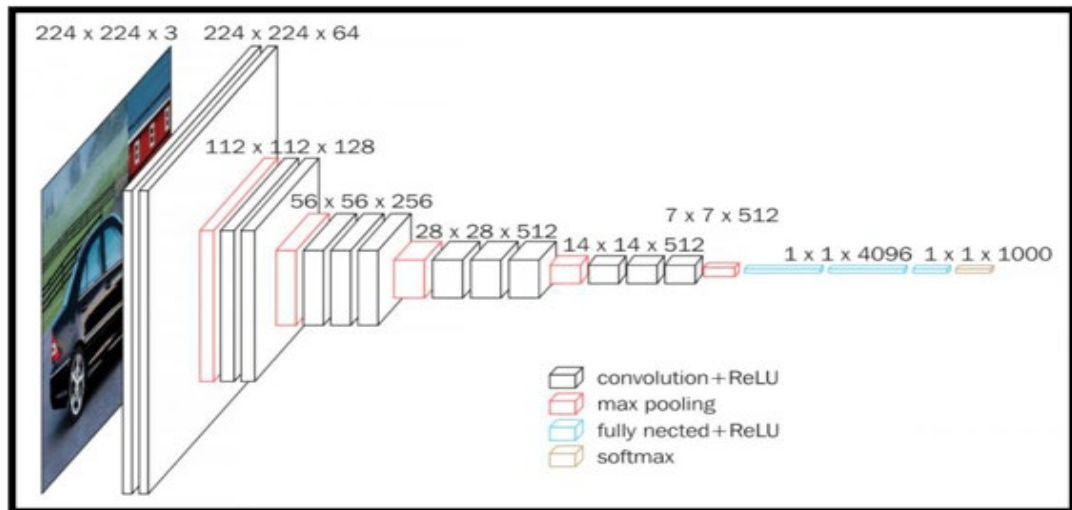 224 x 224 x 3
224 x 224 x 64
112 x 112 x 128
56 x 56 x 256
28 x 28 x 512
14 x 14 x 512
7 x 7 x 512
1 x 1 x 4096
1 x 1 x 1000
convolution+ReLU
max pooling
fully nected+ReLU
softmax